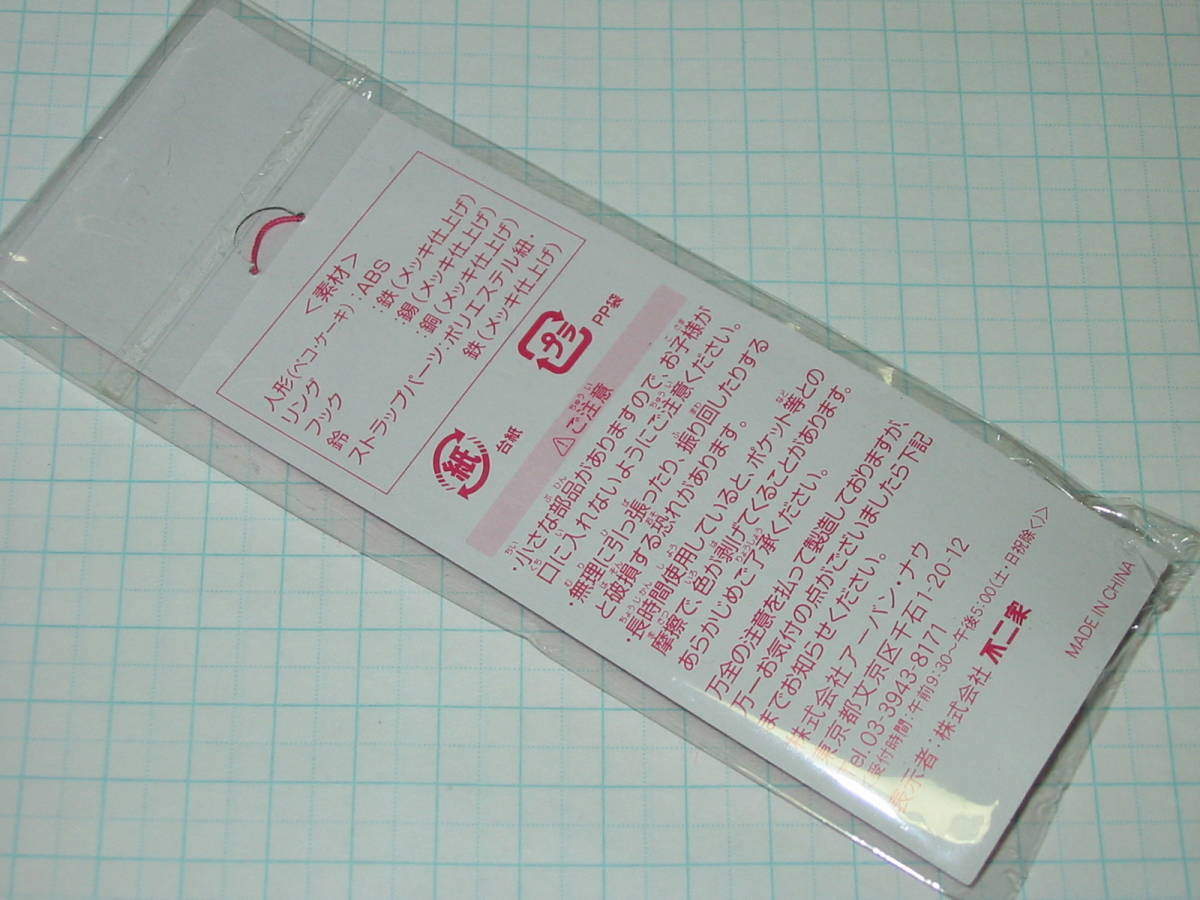 <素材>
人形(ペコ・ケーキ):ABS
リング:鉄(メッキ仕上げ)
フック:錫(メッキ仕上げ)
鈴:銅(メッキ仕上げ)
ストラップパーツ:ポリエステル紐・
鉄(メッキ仕上げ)
紙
台紙
プラ
PP袋
⚠ご注意
・小さな部品がありますので、お子様が
口に入れないようにご注意ください。
・無理に引っ張ったり、振り回したりする
と破損する恐れがあります。
・長時間使用していると、ポケット等との
摩擦で、色が剥げてくることがあります。
あらかじめご了承ください。
万全の注意を払って製造しておりますが、
万一お気付の点がございましたら下記
までお知らせください。
株式会社アーバン・ナウ
東京都文京区千石1-20-12
Tel.03-3943-8171
<受付時間:午前9:30〜午後5:00(土・日祝除く)>
表示者:株式会社 不二家
MADE IN CHINA